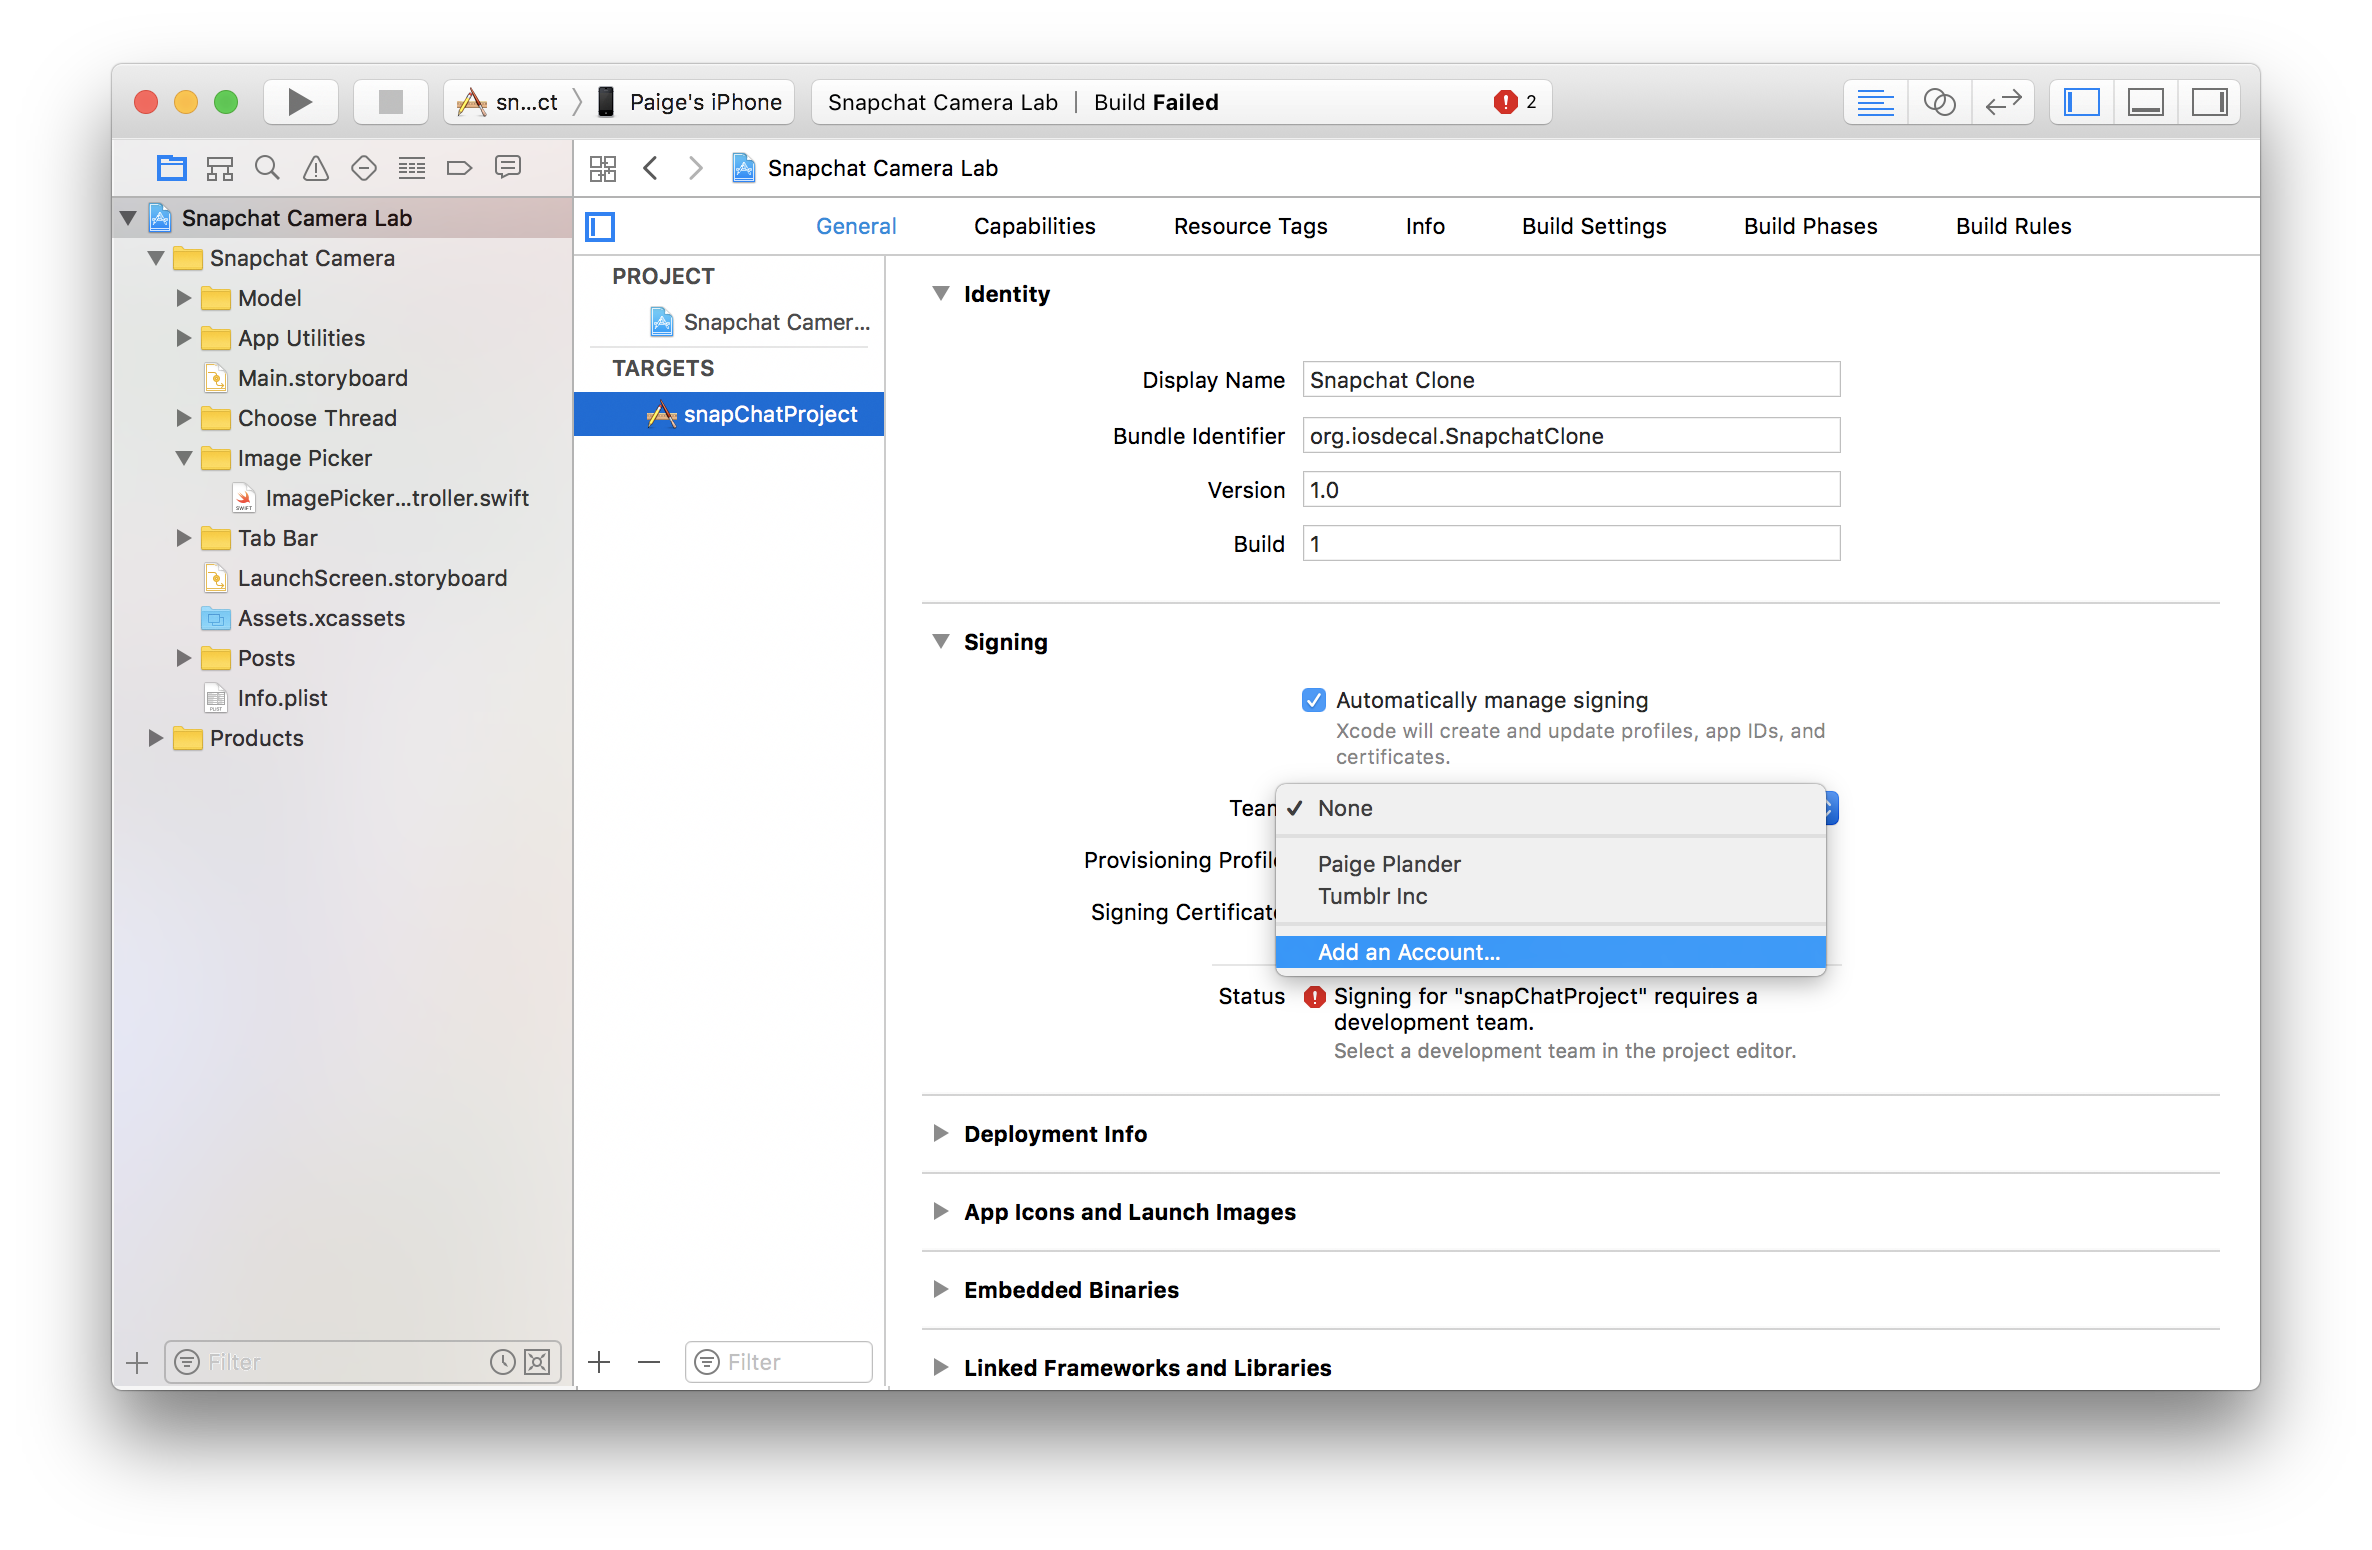 sn...ct
Paige's iPhone
Snapchat Camera Lab | Build Failed
2
Snapchat Camera Lab
Snapchat Camera
Model
App Utilities
Main.storyboard
Choose Thread
Image Picker
ImagePicker...troller.swift
SWIFT
Tab Bar
LaunchScreen.storyboard
Assets.xcassets
Posts
Info.plist
PLIST
Products
Filter
Snapchat Camera Lab
General
Capabilities
Resource Tags
Info
Build Settings
Build Phases
Build Rules
PROJECT
Snapchat Camer...
TARGETS
snapChatProject
Filter
Identity
Display Name
Snapchat Clone
Bundle Identifier
org.iosdecal.SnapchatClone
Version
1.0
Build
1
Signing
Automatically manage signing
Xcode will create and update profiles, app IDs, and
certificates.
Team
None
Paige Plander
Tumblr Inc
Add an Account...
Provisioning Profile
Signing Certificate
Status
Signing for "snapChatProject" requires a
development team.
Select a development team in the project editor.
Deployment Info
App Icons and Launch Images
Embedded Binaries
Linked Frameworks and Libraries